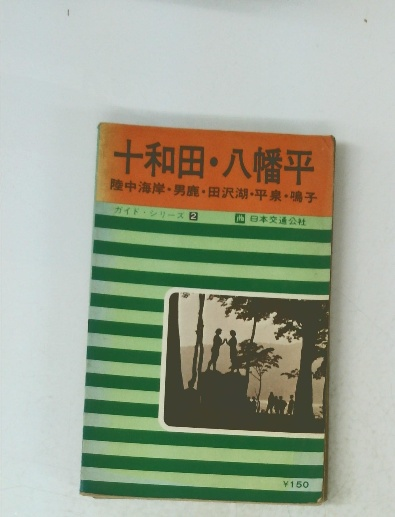 十和田・八幡平
陸中海岸・男鹿・田沢湖・平泉・鳴子
ガイド・シリーズ 2 日本交通公社
¥150